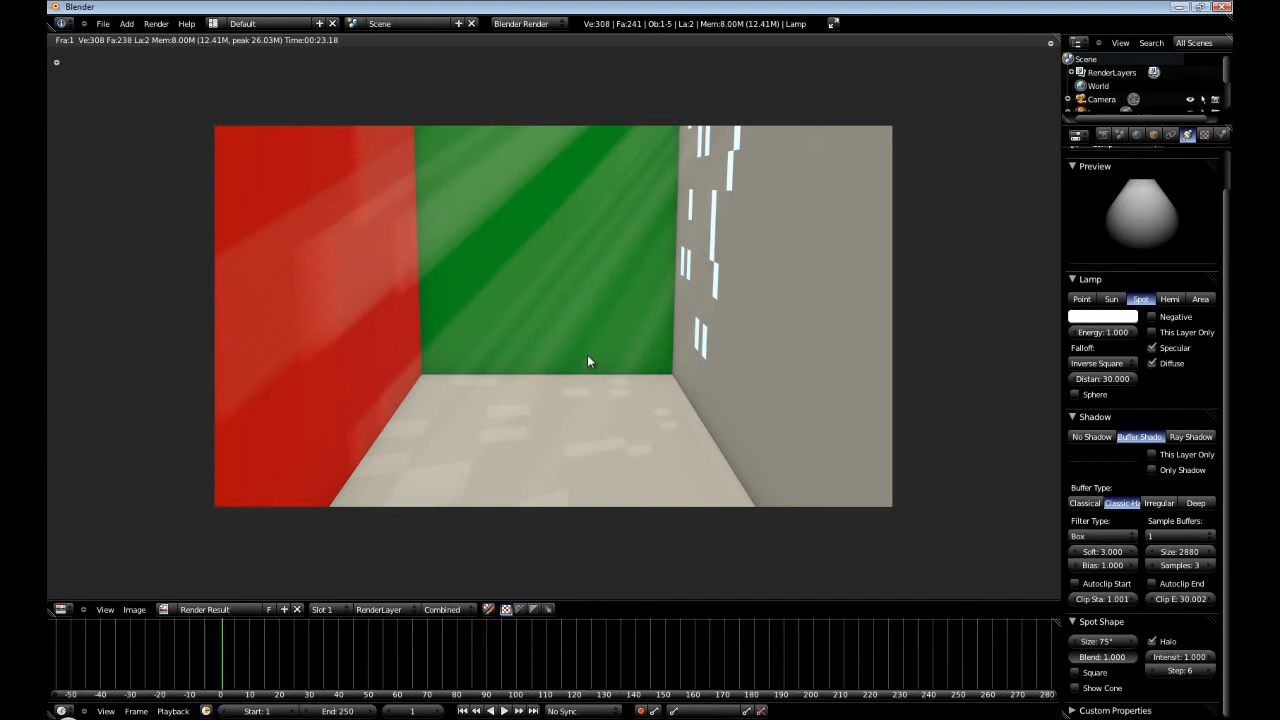 Blender
File Add Render Help Default Scene Blender Render Ve:308 | Fa:241 | Ob:1-5 | La:2 | Mem:8.00M (12.41M) | Lamp
Fra:1 Ve:308 Fa:238 La:2 Mem:8.00M (12.41M, peak 26.03M) Time:00:23.18
View Search All Scenes
Scene
RenderLayers
World
Camera
Preview
Lamp
Point Sun Spot Hemi Area
Negative
Energy: 1.000 This Layer Only
Falloff: Specular
Inverse Square Diffuse
Distan: 30.000
Sphere
Shadow
No Shadow Buffer Shado Ray Shadow
This Layer Only
Only Shadow
Buffer Type:
Classical Classic-Ha Irregular Deep
Filter Type: Sample Buffers:
Box 1
Soft: 3.000 Size: 2880
Bias: 1.000 Samples: 3
Autoclip Start Autoclip End
Clip Sta: 1.001 Clip E: 30.002
Spot Shape
Size: 75° Halo
Blend: 1.000 Intensit: 1.000
Square Step: 6
Show Cone
Custom Properties
View Image Render Result F Slot 1 RenderLayer Combined
-50 -40 -30 -20 -10 0 10 20 30 40 50 60 70 80 90 100 110 120 130 140 150 160 170 180 190 200 210 220 230 240 250 260 270 280
View Frame Playback Start: 1 End: 250 1 No Sync